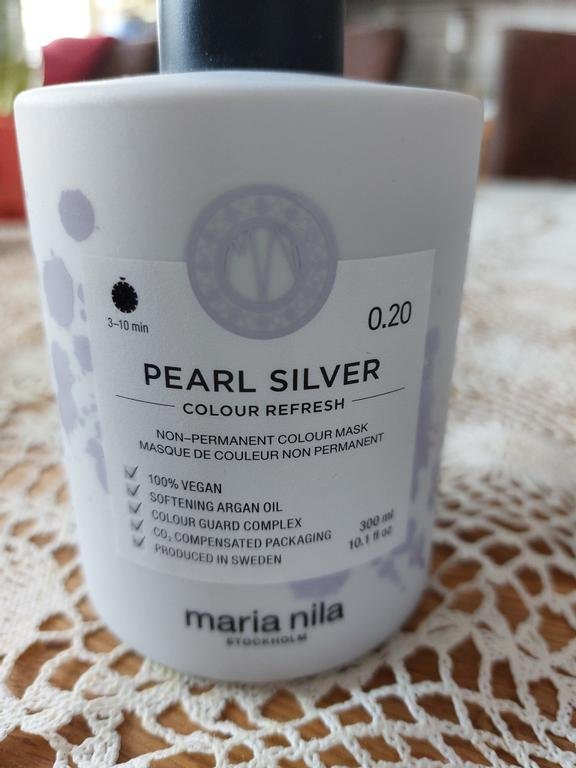 3–10 min
0.20
PEARL SILVER
COLOUR REFRESH
NON–PERMANENT COLOUR MASK
MASQUE DE COULEUR NON PERMANENT
100% VEGAN
SOFTENING ARGAN OIL
COLOUR GUARD COMPLEX
CO₂ COMPENSATED PACKAGING
PRODUCED IN SWEDEN
300 ml
10.1 fl oz
maria nila
STOCKHOLM